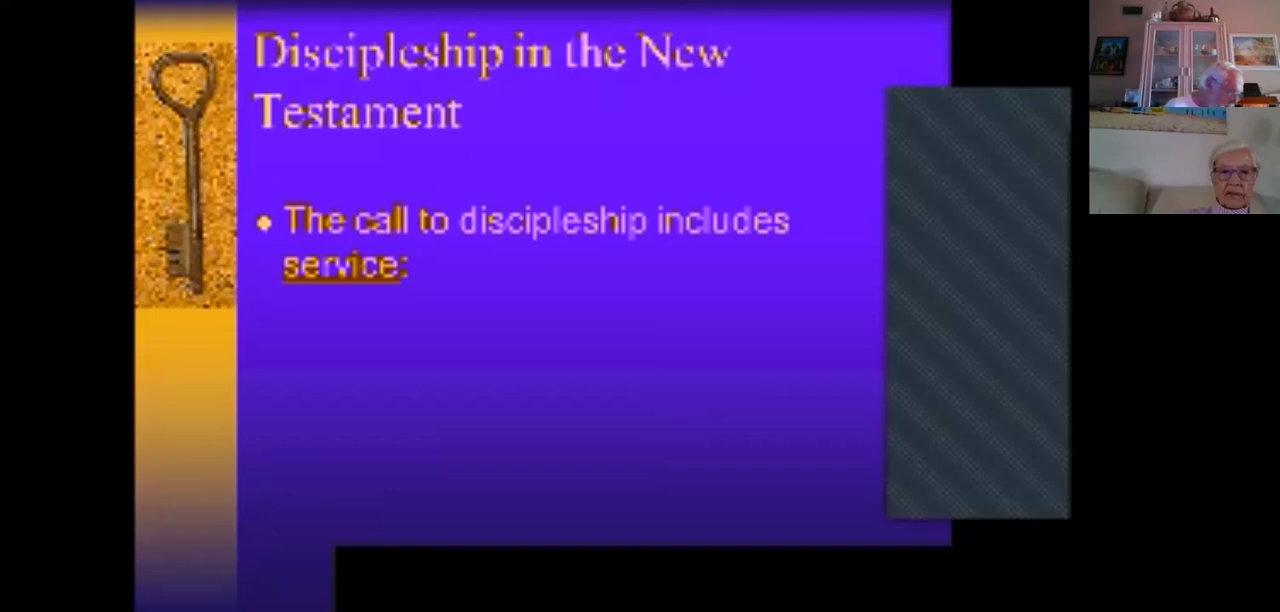 Discipleship in the New
Testament
• The call to discipleship includes
service: